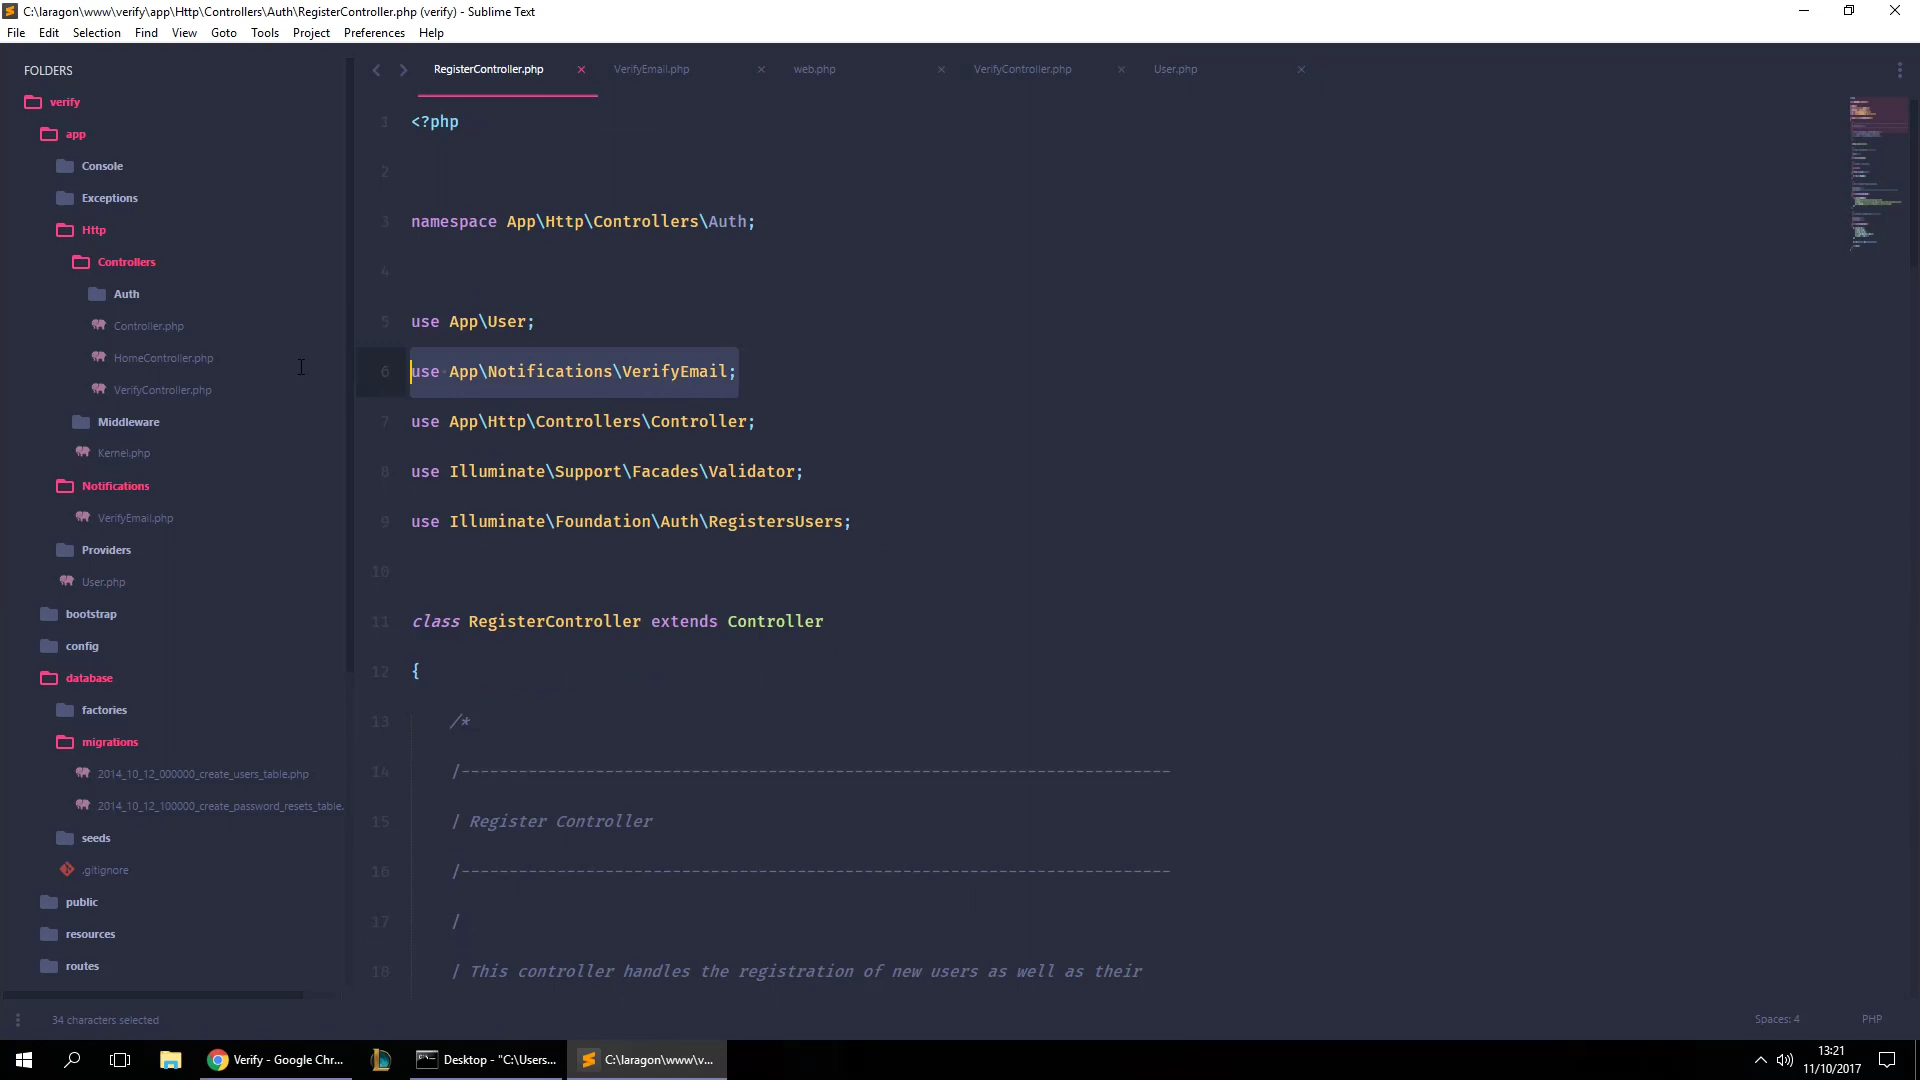 C:\laragon\www\verify\app\Http\Controllers\Auth\RegisterController.php (verify) - Sublime Text
File Edit Selection Find View Goto Tools Project Preferences Help
FOLDERS
verify
app
Console
Exceptions
Http
Controllers
Auth
Controller.php
HomeController.php
VerifyController.php
Middleware
Kernel.php
Notifications
VerifyEmail.php
Providers
User.php
bootstrap
config
database
factories
migrations
2014_10_12_000000_create_users_table.php
2014_10_12_100000_create_password_resets_table.
seeds
.gitignore
public
resources
routes
RegisterController.php VerifyEmail.php web.php VerifyController.php User.php
1 <?php
2
3 namespace App\Http\Controllers\Auth;
4
5 use App\User;
6 use App\Notifications\VerifyEmail;
7 use App\Http\Controllers\Controller;
8 use Illuminate\Support\Facades\Validator;
9 use Illuminate\Foundation\Auth\RegistersUsers;
10
11 class RegisterController extends Controller
12 {
13 /*
14 |--------------------------------------------------------------------------
15 | Register Controller
16 |--------------------------------------------------------------------------
17 |
18 | This controller handles the registration of new users as well as their
34 characters selected
Spaces: 4 PHP
Verify - Google Chr... Desktop - "C:\Users... C:\laragon\www\v...
13:21
11/10/2017